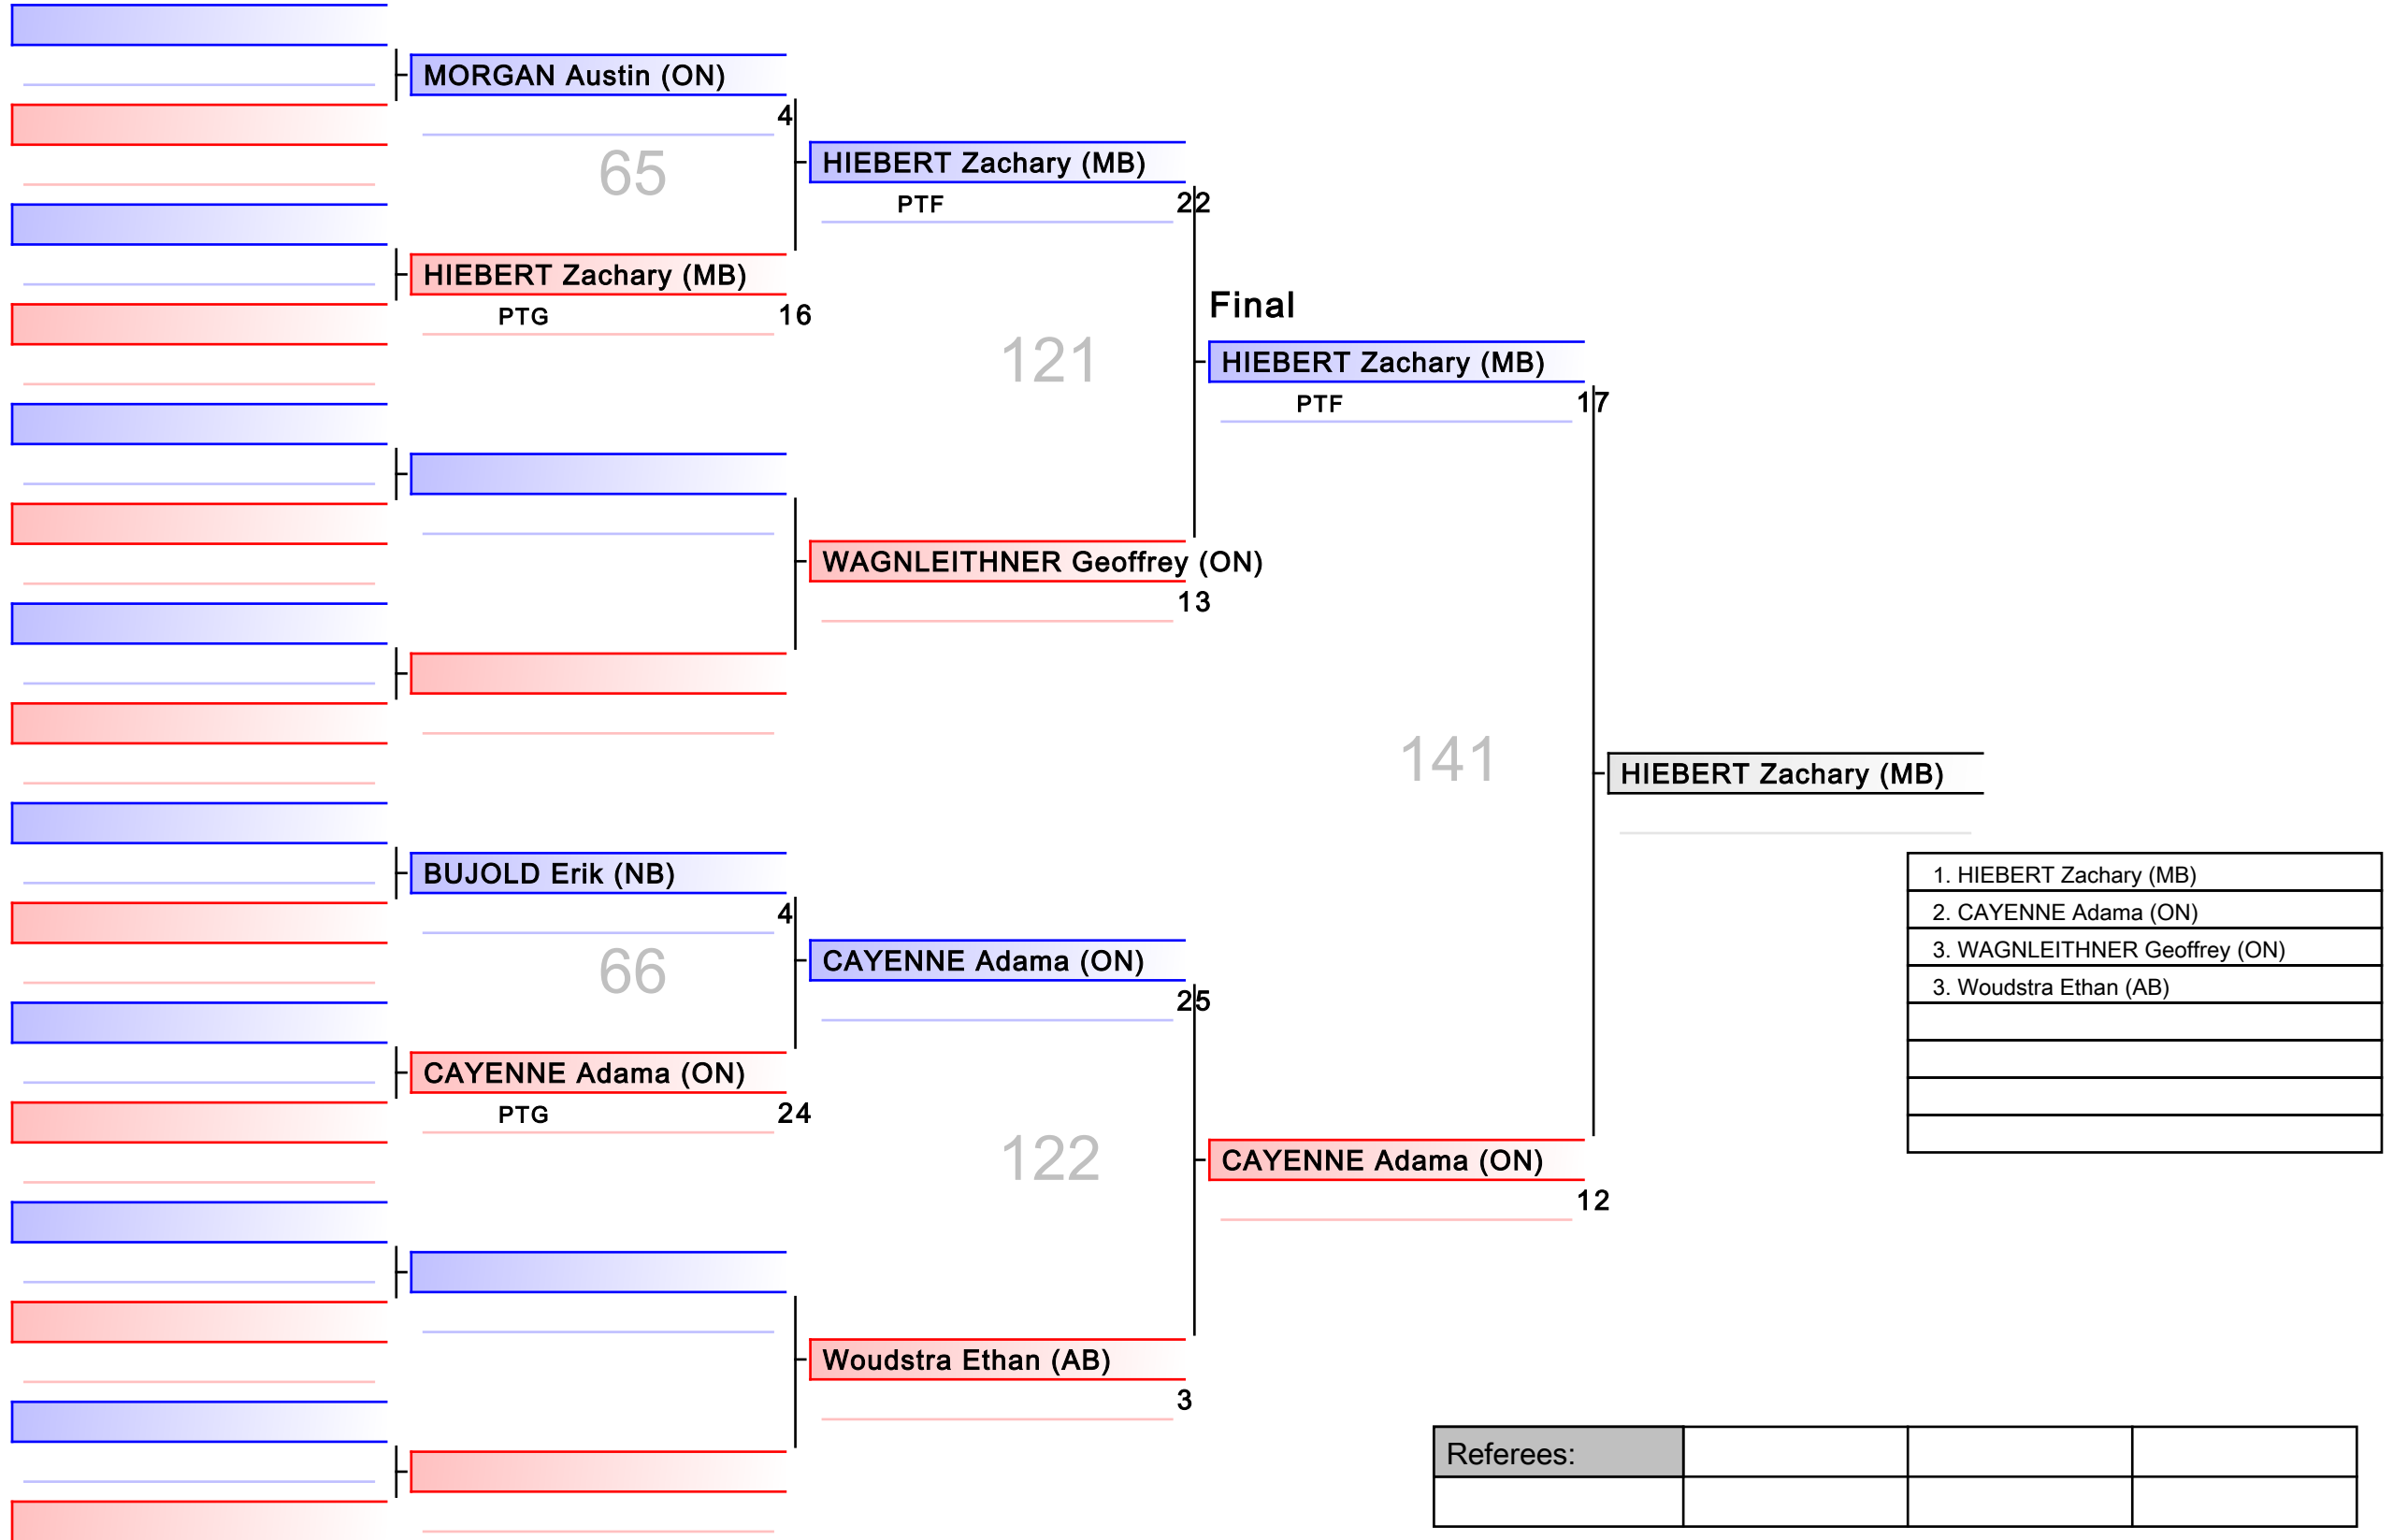 MORGAN Austin (ON)
4
65
HIEBERT Zachary (MB)
PTG
16
HIEBERT Zachary (MB)
PTF
22
121
WAGNLEITHNER Geoffrey (ON)
13
Final
HIEBERT Zachary (MB)
PTF
17
141
HIEBERT Zachary (MB)
BUJOLD Erik (NB)
4
66
CAYENNE Adama (ON)
PTG
24
CAYENNE Adama (ON)
25
122
Woudstra Ethan (AB)
3
CAYENNE Adama (ON)
12
1. HIEBERT Zachary (MB)
2. CAYENNE Adama (ON)
3. WAGNLEITHNER Geoffrey (ON)
3. Woudstra Ethan (AB)
Referees: